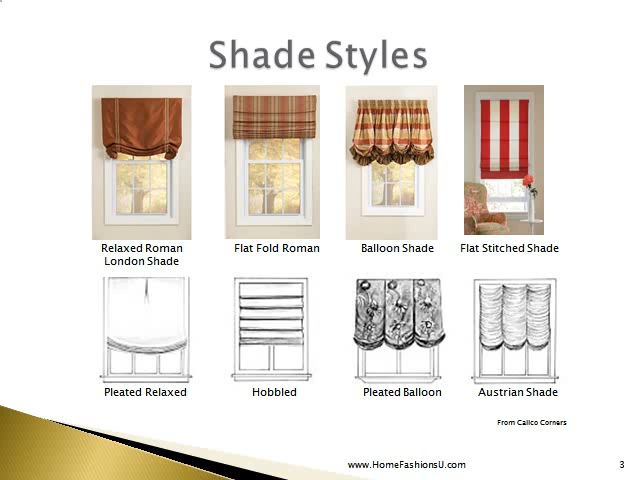 Shade Styles
Relaxed Roman
London Shade
Flat Fold Roman
Balloon Shade
Flat Stitched Shade
Pleated Relaxed
Hobbled
Pleated Balloon
Austrian Shade
From Calico Corners
www.HomeFashionsU.com
3